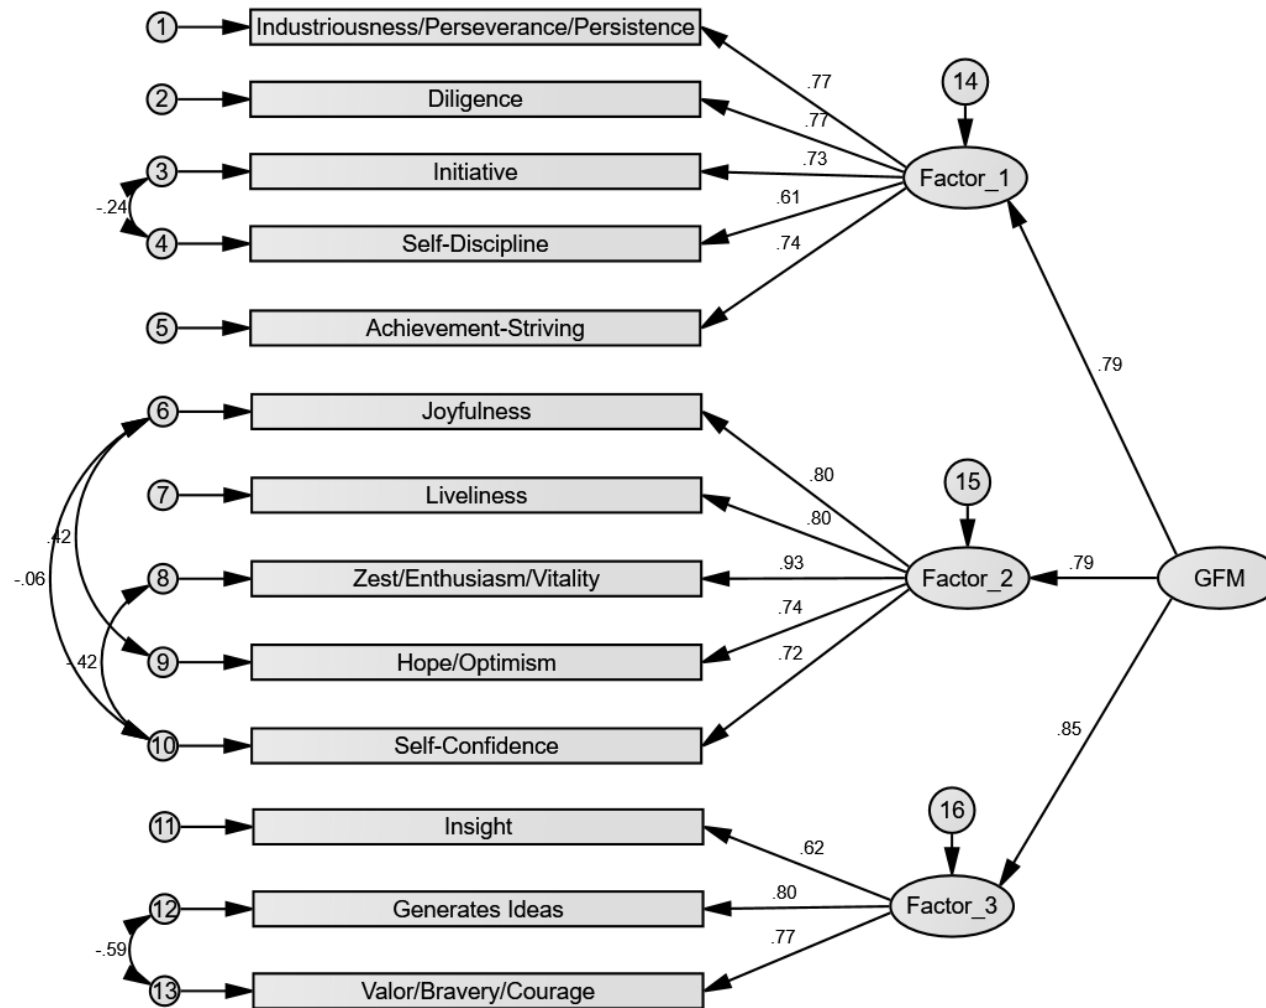 1
Industriousness/Perseverance/Persistence
.77
14
2
Diligence
.77
3
Initiative
.73
Factor_1
-.24
.61
4
Self-Discipline
.74
5
Achievement-Striving
.79
6
Joyfulness
.80
15
7
Liveliness
.80
.42
-.06
8
Zest/Enthusiasm/Vitality
.93
Factor_2
.79
GFM
.74
-.42
9
Hope/Optimism
.72
10
Self-Confidence
.85
16
11
Insight
.62
12
Generates Ideas
.80
Factor_3
-.59
.77
13
Valor/Bravery/Courage